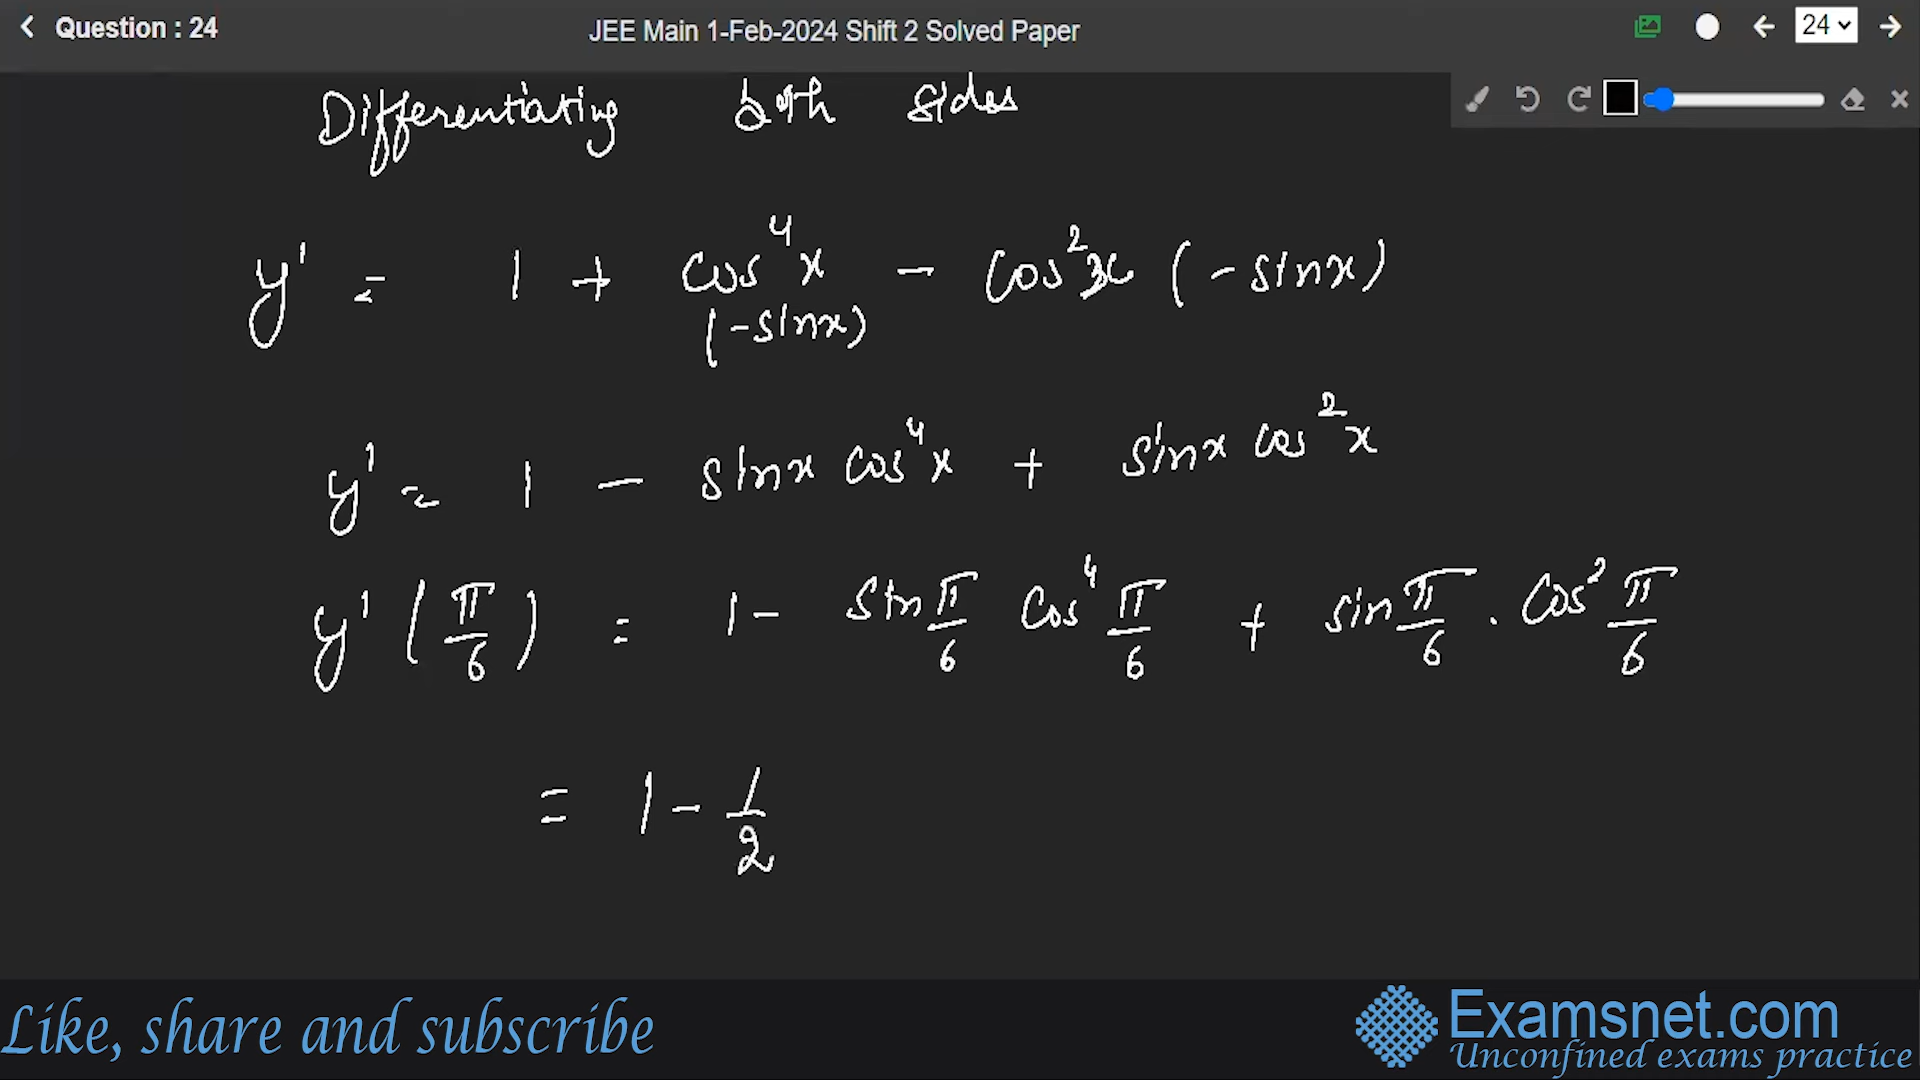 Question : 24
JEE Main 1-Feb-2024 Shift 2 Solved Paper
24
Differentiating both sides
y' = 1 + cos⁴x (-sinx) - cos²x (-sinx)
y' = 1 - sinx cos⁴x + sinx cos²x
y' (π/6) = 1 - sin π/6 cos⁴ π/6 + sin π/6 . cos² π/6
= 1 - 1/2
Like, share and subscribe
Examsnet.com
Unconfined exams practice